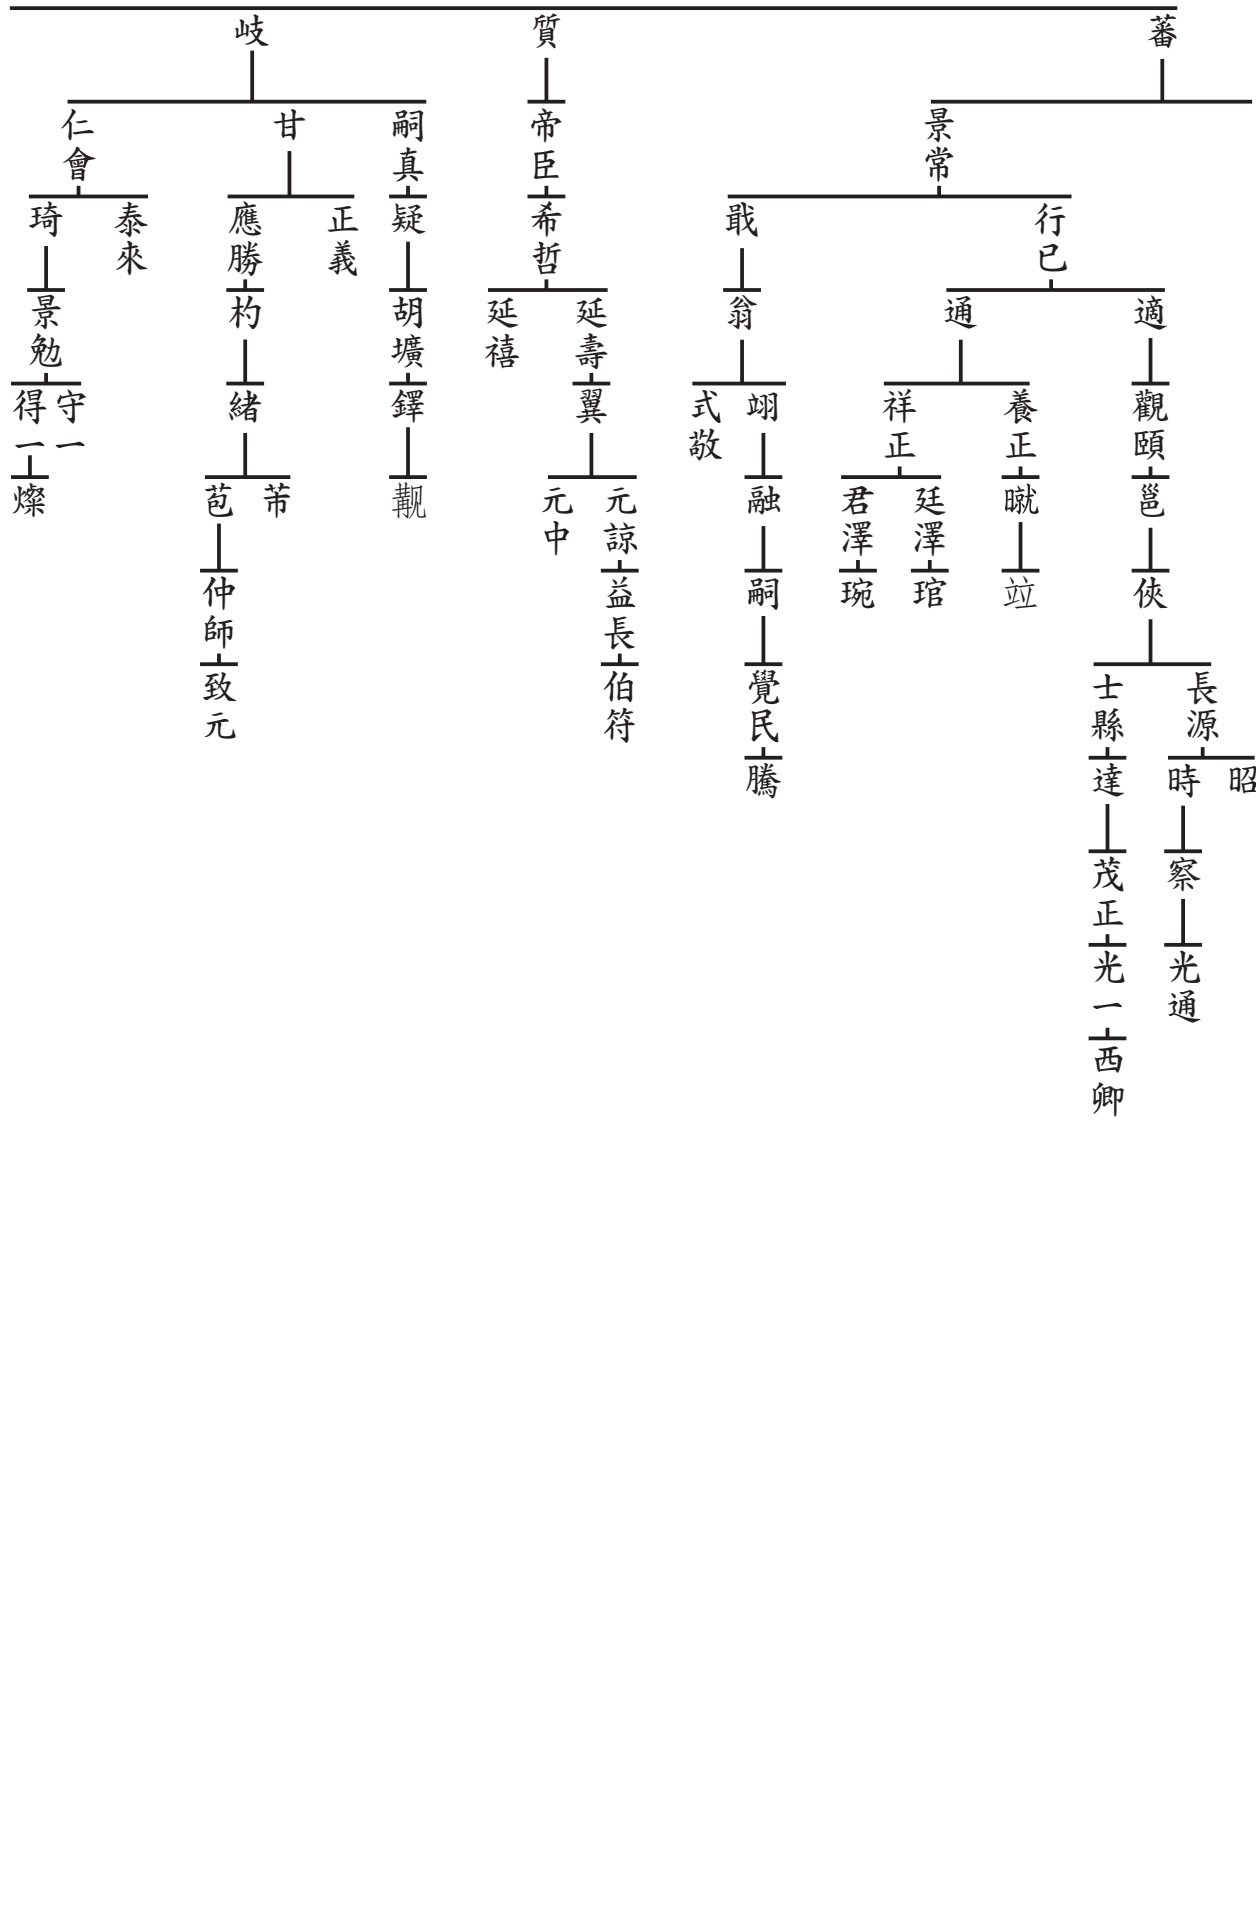 蕃
質
岐
景常
帝臣
嗣真
甘
仁會
行已
戢
希哲
疑
正義
應勝
泰來
琦
適
通
翁
延壽
延禧
胡壙
杓
景勉
觀頤
養正
祥正
翊
式敬
翼
鐸
緒
守一
得一
邕
廷澤
君澤
融
元諒
元中
芾
苞
燦
俠
琯
琬
嗣
益長
仲師
長源
士縣
覺民
伯符
致元
昭
時
達
騰
察
茂正
光通
光一
西卿